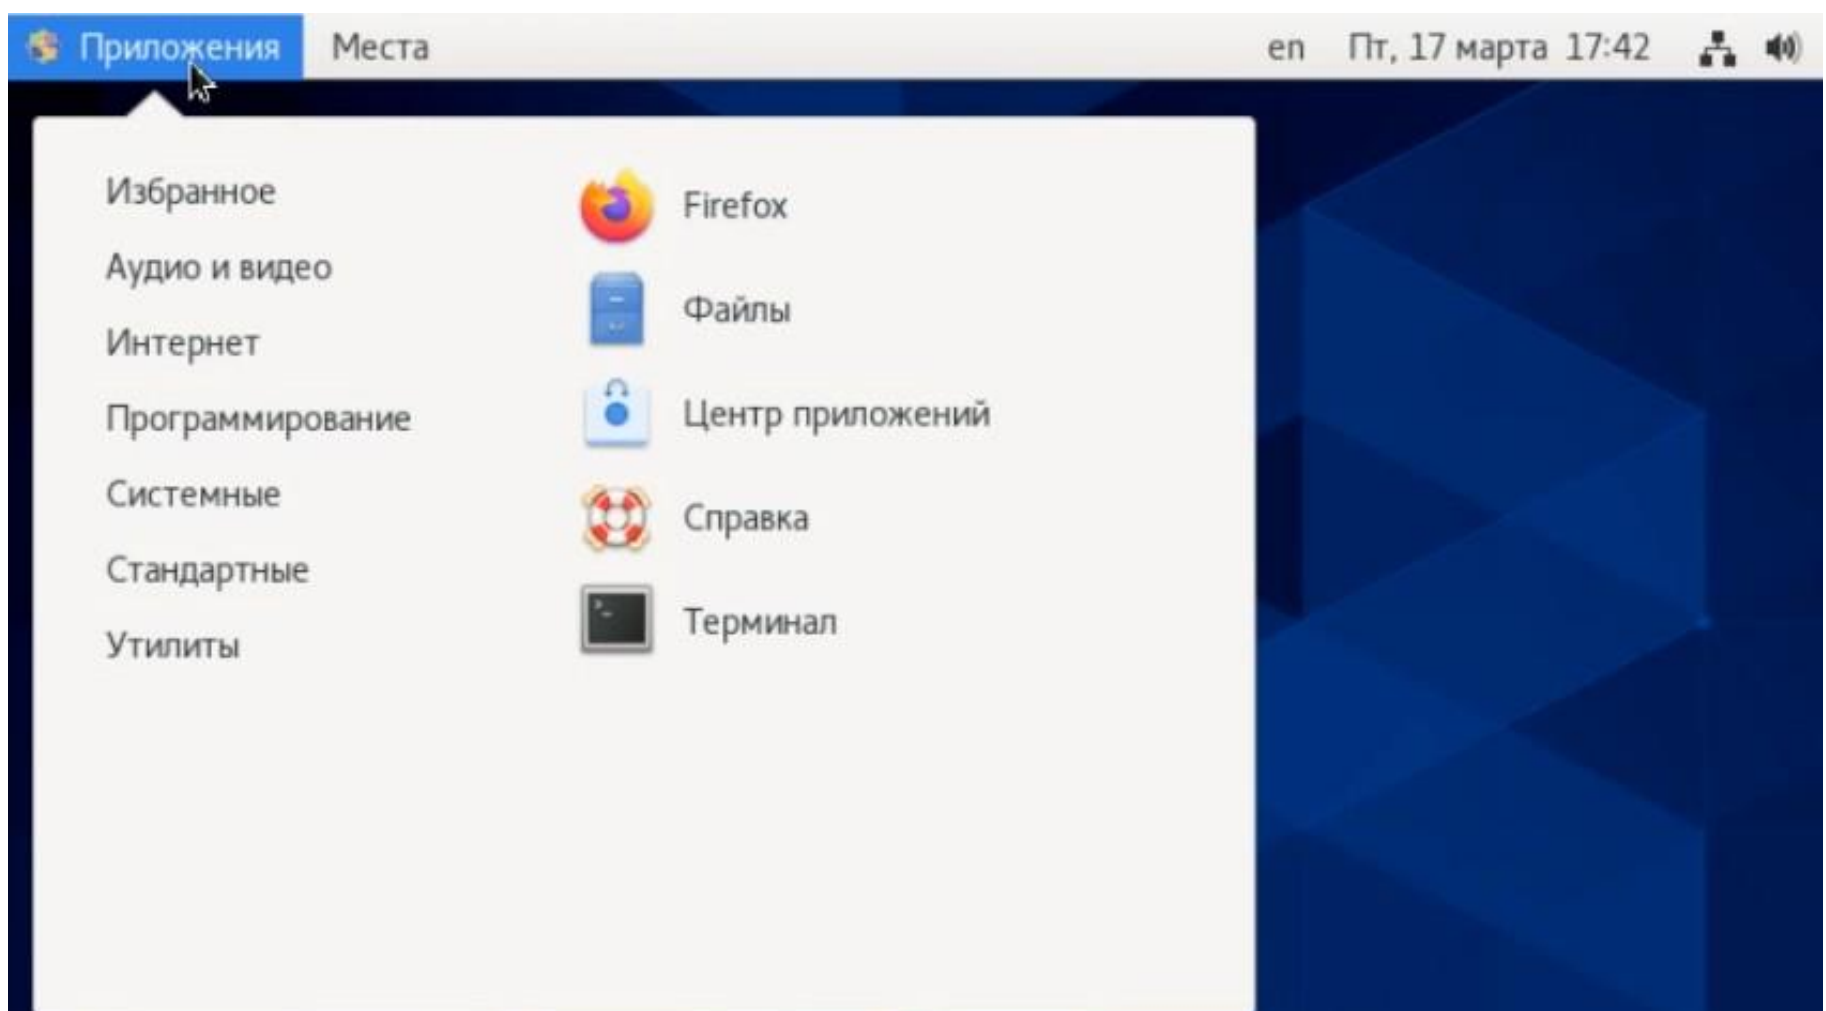 Приложения Места en Пт, 17 марта 17:42
Избранное
Аудио и видео
Интернет
Программирование
Системные
Стандартные
Утилиты
Firefox
Файлы
Центр приложений
Справка
Терминал